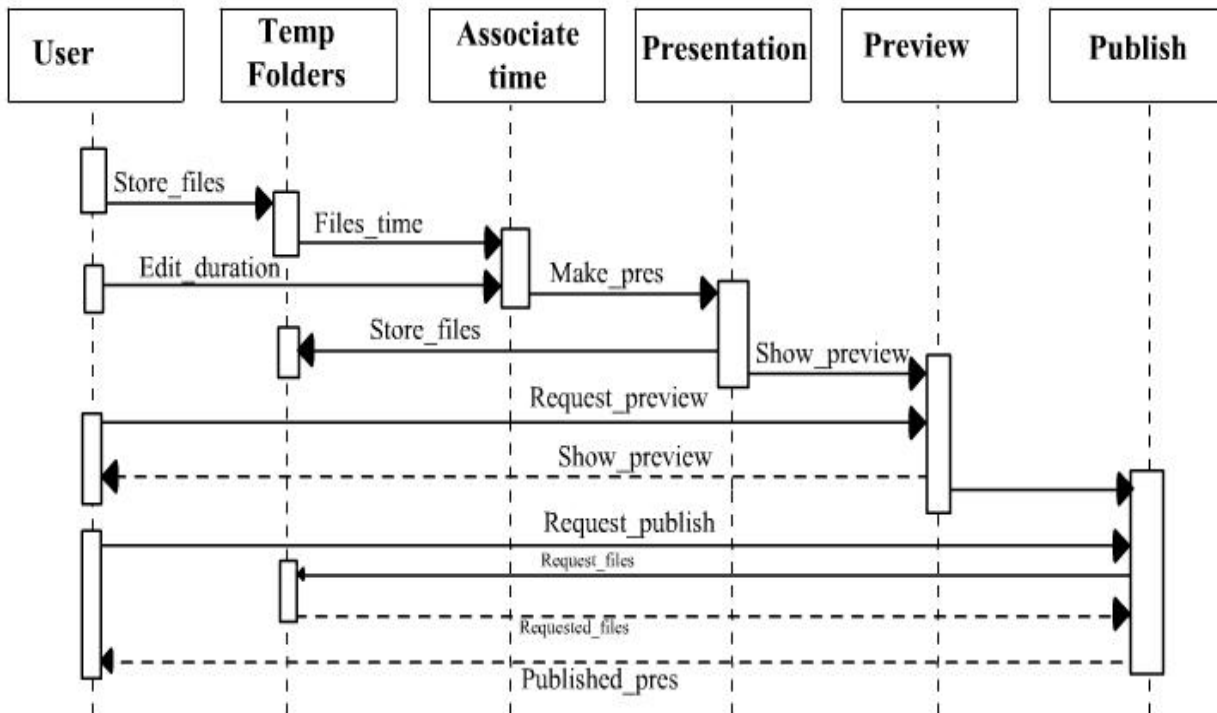 User
Temp
Folders
Associate
time
Presentation
Preview
Publish
Store_files
Files_time
Edit_duration
Make_pres
Store_files
Show_preview
Request_preview
Show_preview
Request_publish
Request_files
Requested_files
Published_pres